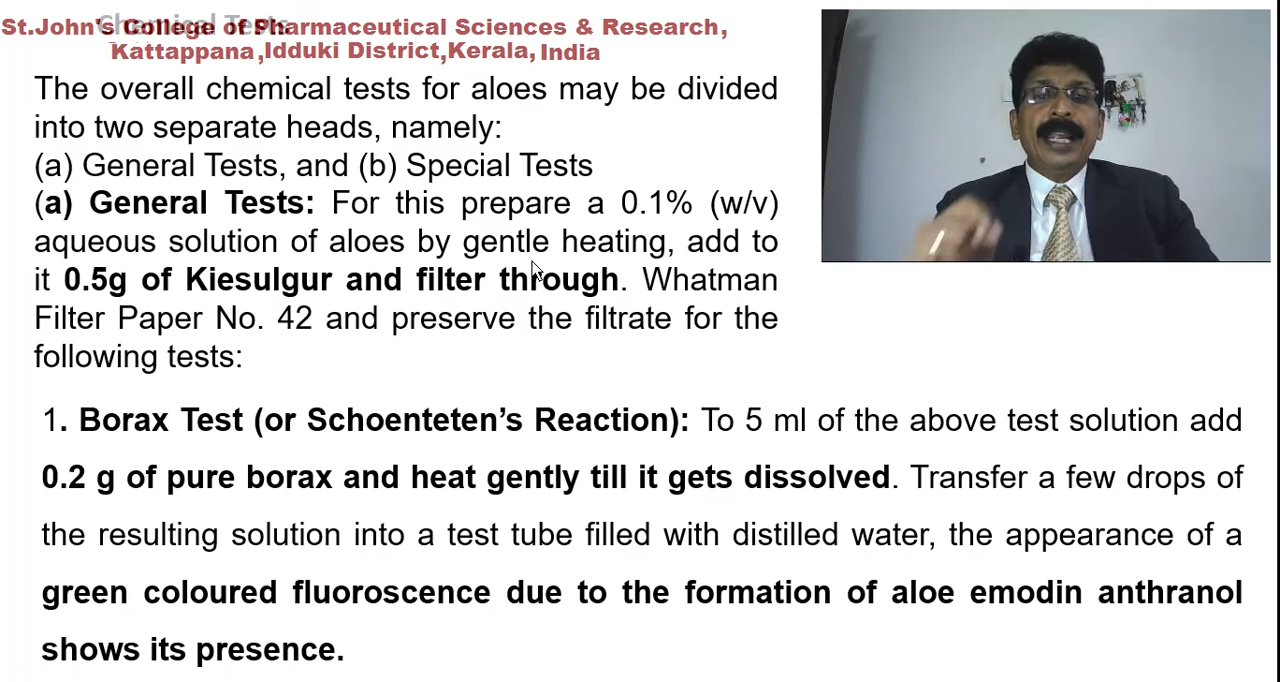 Chemical Tests
St.John's College of Pharmaceutical Sciences & Research,
Kattappana,Idduki District,Kerala, India
The overall chemical tests for aloes may be divided
into two separate heads, namely:
(a) General Tests, and (b) Special Tests
(a) General Tests: For this prepare a 0.1% (w/v)
aqueous solution of aloes by gentle heating, add to
it 0.5g of Kiesulgur and filter through. Whatman
Filter Paper No. 42 and preserve the filtrate for the
following tests:
1. Borax Test (or Schoenteten’s Reaction): To 5 ml of the above test solution add
0.2 g of pure borax and heat gently till it gets dissolved. Transfer a few drops of
the resulting solution into a test tube filled with distilled water, the appearance of a
green coloured fluoroscence due to the formation of aloe emodin anthranol
shows its presence.